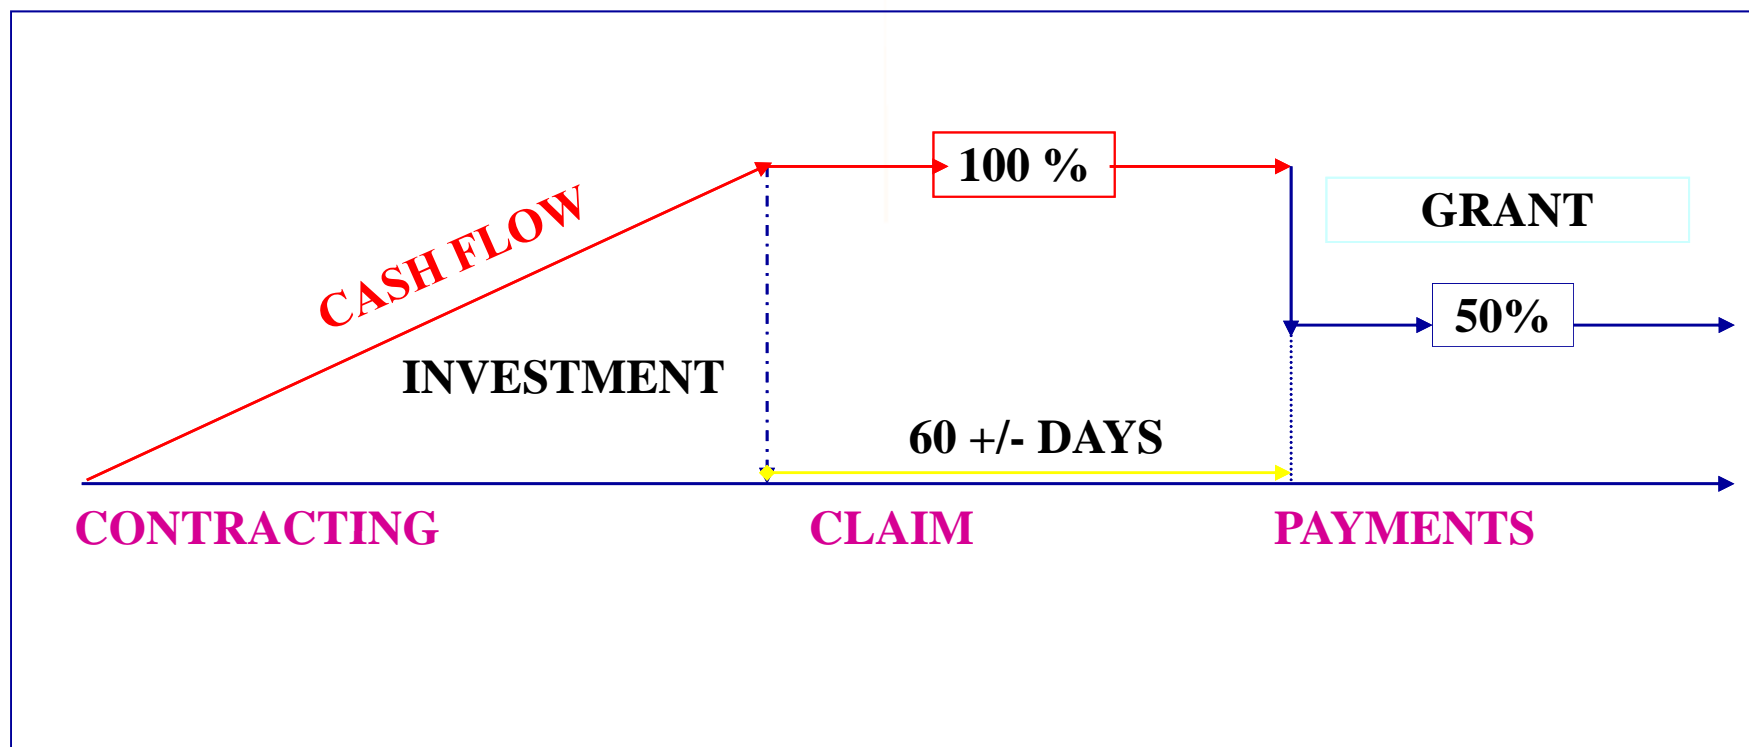 100 %
GRANT
CASH FLOW
50%
INVESTMENT
60 +/- DAYS
CONTRACTING
CLAIM
PAYMENTS